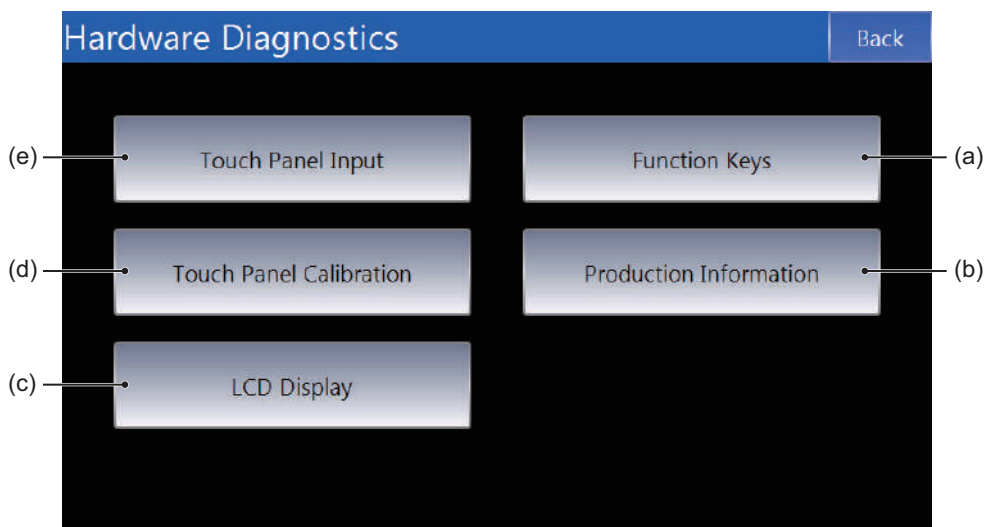 Hardware Diagnostics Back
(e) Touch Panel Input Function Keys (a)
(d) Touch Panel Calibration Production Information (b)
(c) LCD Display